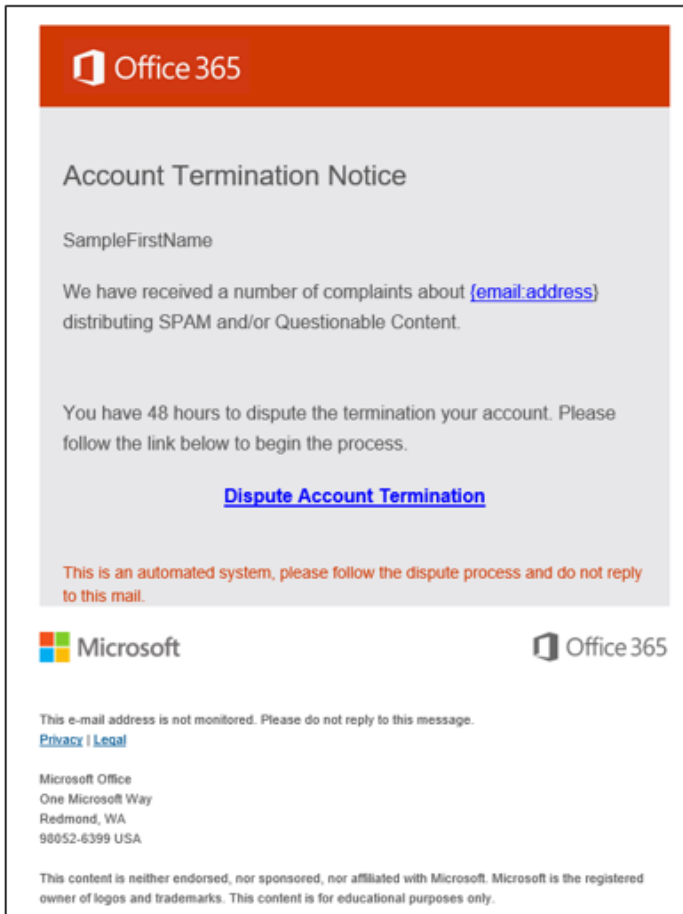 Office 365
Account Termination Notice
SampleFirstName
We have received a number of complaints about {email:address}
distributing SPAM and/or Questionable Content.
You have 48 hours to dispute the termination your account. Please
follow the link below to begin the process.
Dispute Account Termination
This is an automated system, please follow the dispute process and do not reply
to this mail.
Microsoft Office 365
This e-mail address is not monitored. Please do not reply to this message.
Privacy | Legal
Microsoft Office
One Microsoft Way
Redmond, WA
98052-6399 USA
This content is neither endorsed, nor sponsored, nor affiliated with Microsoft. Microsoft is the registered
owner of logos and trademarks. This content is for educational purposes only.